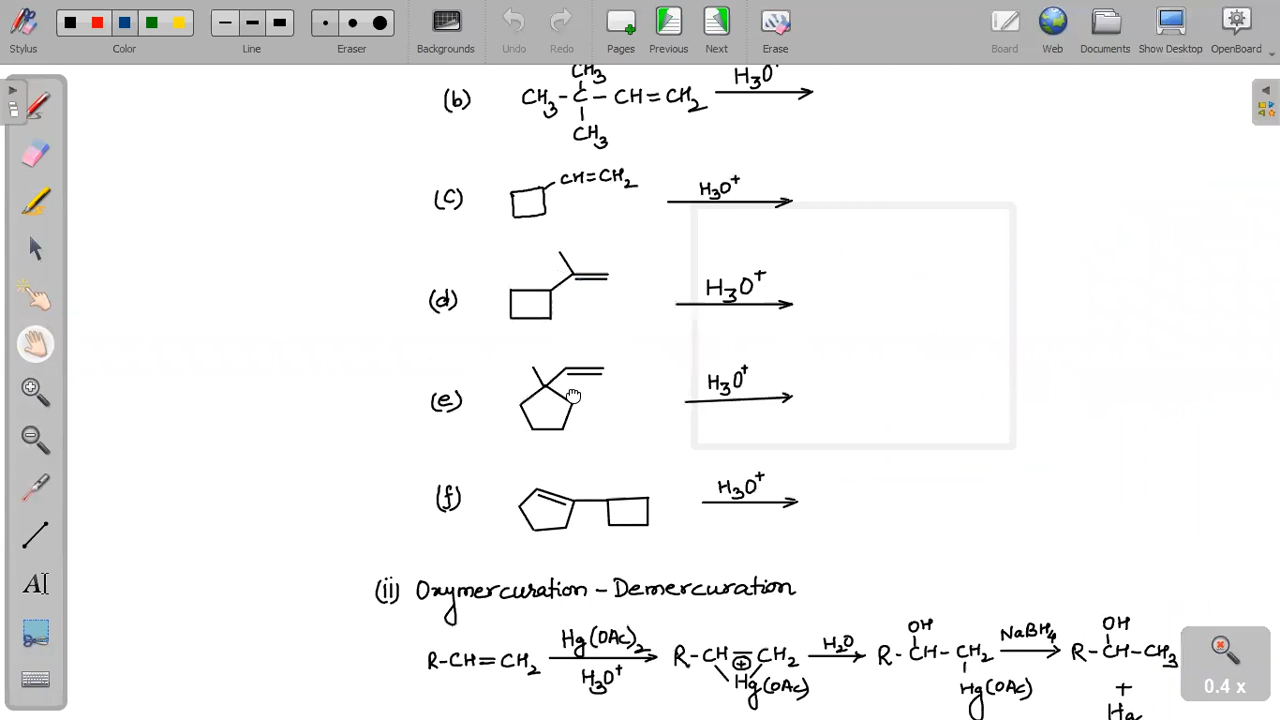 Stylus Color Line Eraser Backgrounds Undo Redo Pages Previous Next Erase Board Web Documents Show Desktop OpenBoard
CH3 H3O+
(b) CH3-C-CH=CH2
CH3
(c) CH=CH2 H3O+
(d) H3O+
(e) H3O+
(f) H3O+
(ii) Oxymercuration - Demercuration
R-CH=CH2 Hg(OAc)2 H3O+ R-CH=CH2 + Hg(OAc) H2O R-CH-CH2 OH Hg(OAc) NaBH4 R-CH-CH3 OH
+
Hg
AI
0.4 x